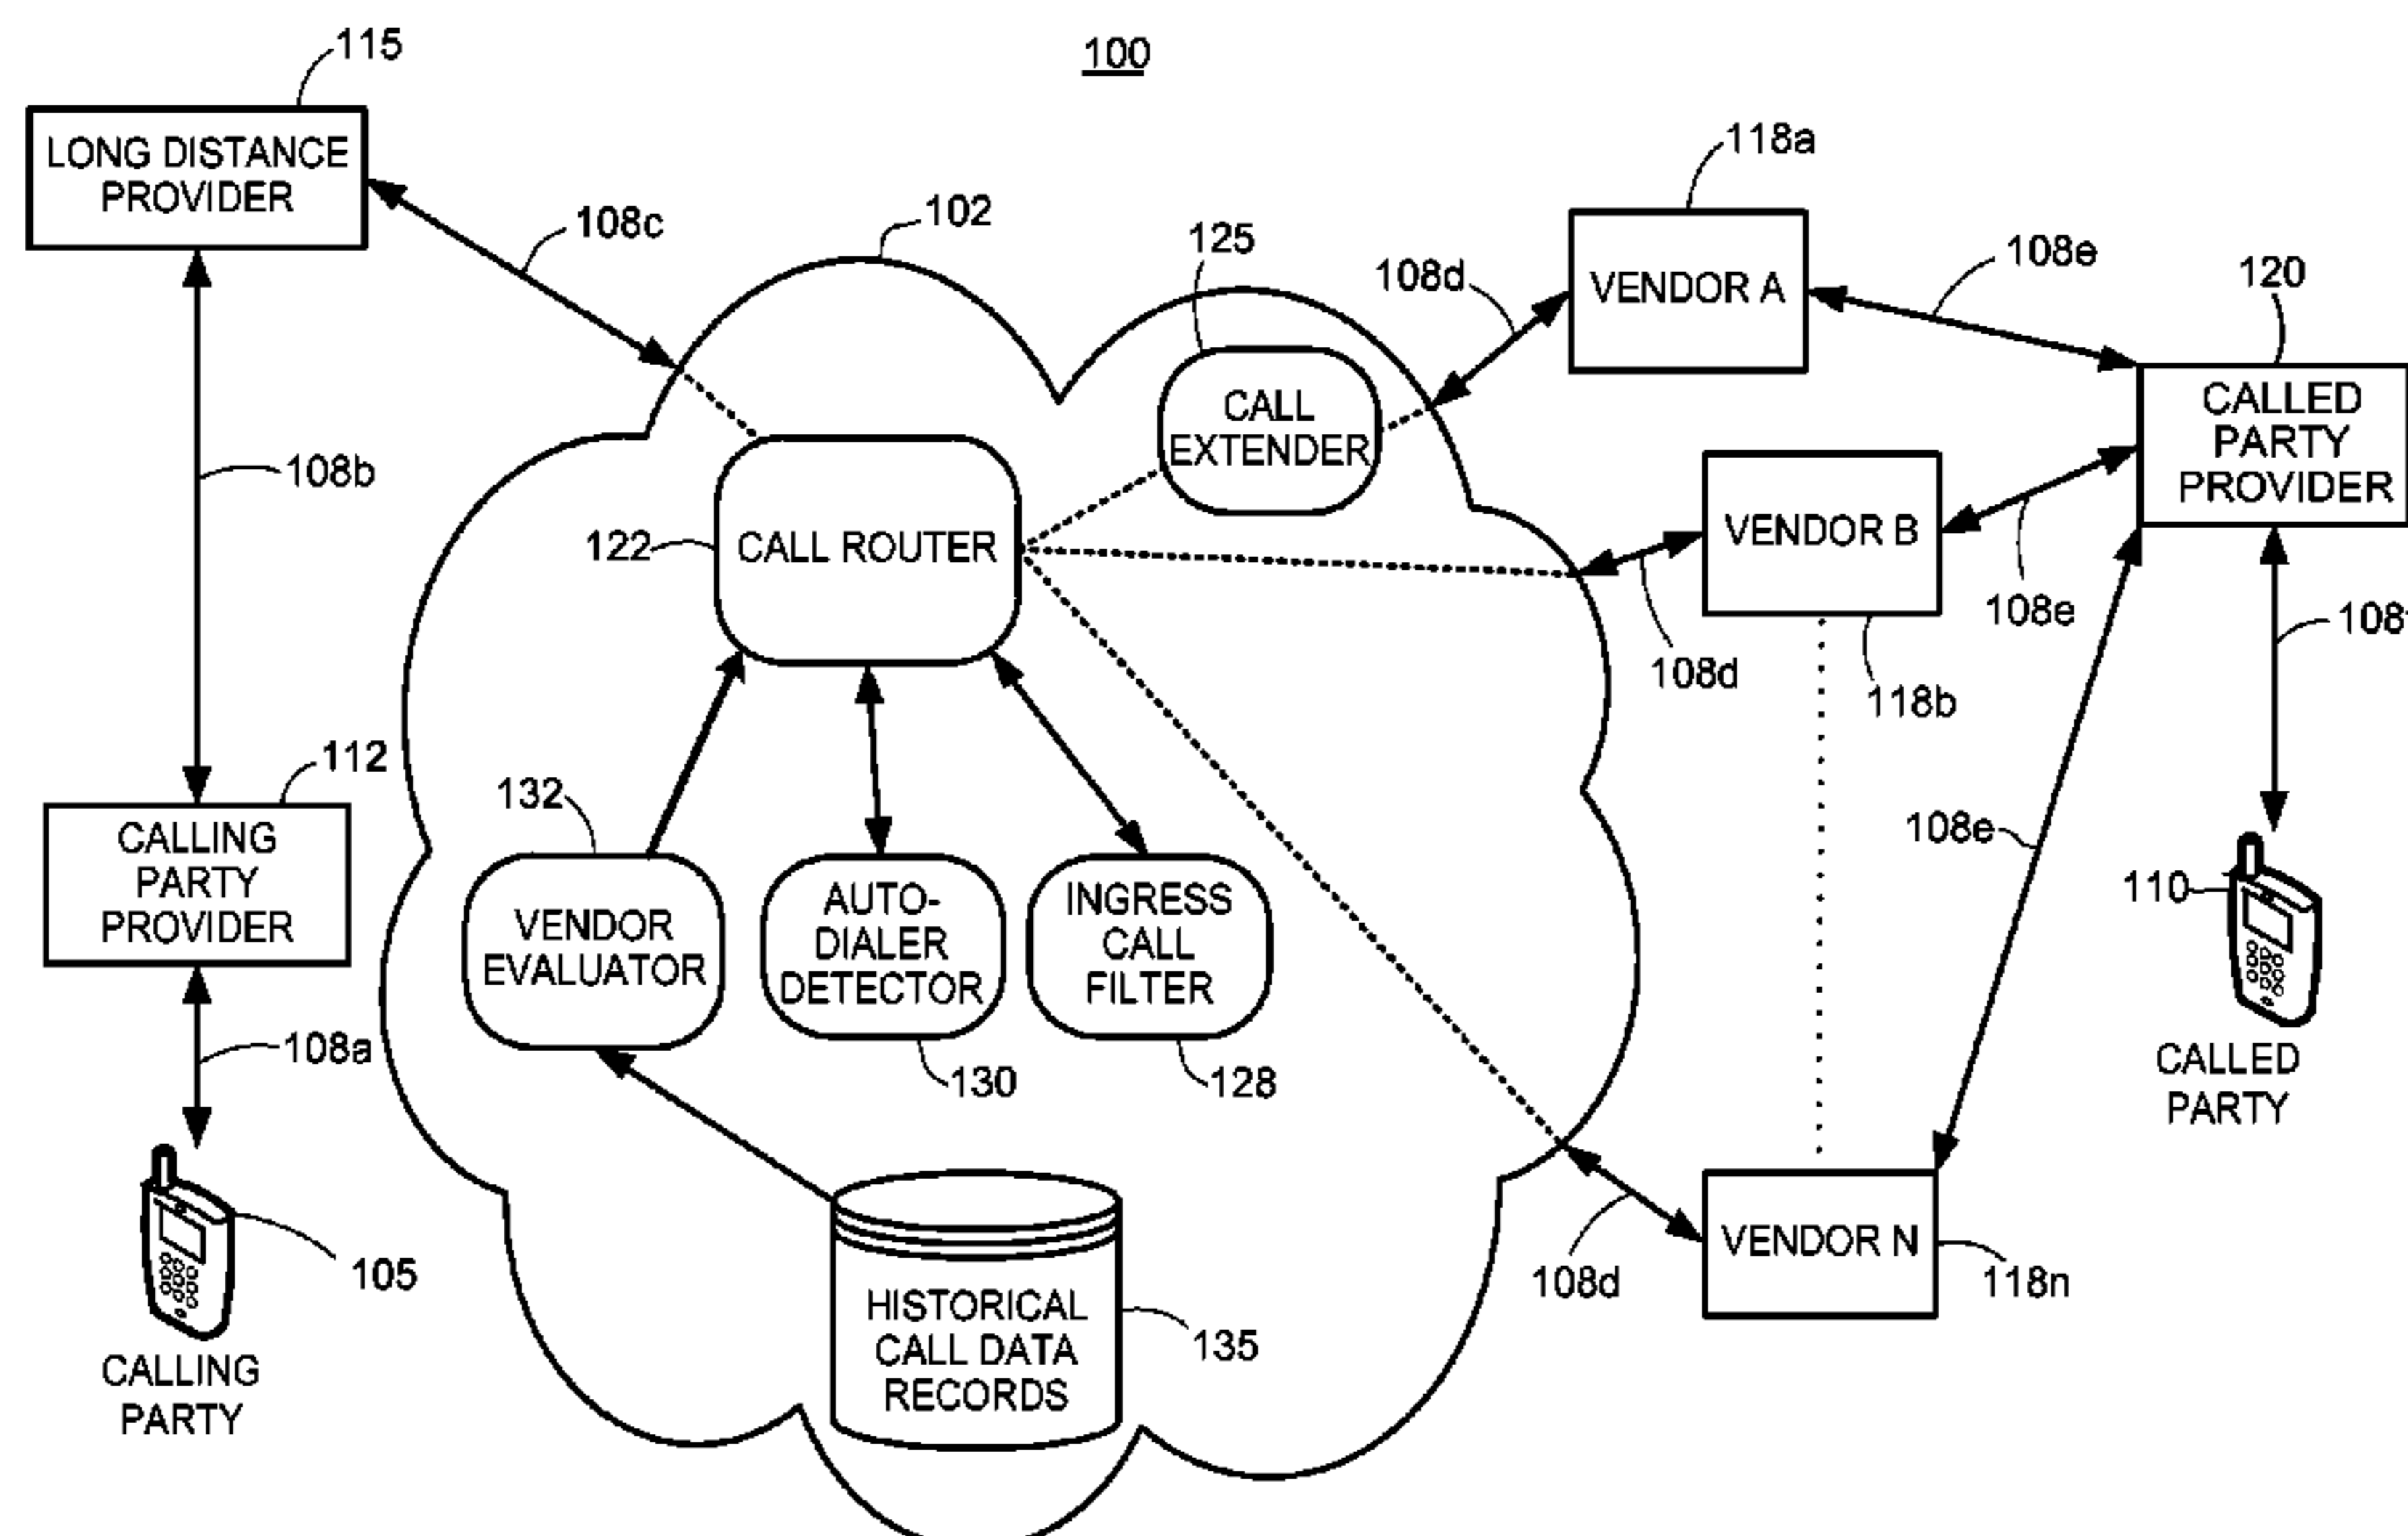 100
115
LONG DISTANCE
PROVIDER
108c
102
125
108d
118a
VENDOR A
108e
120
CALLED
PARTY
PROVIDER
CALL
EXTENDER
108b
122
CALL ROUTER
VENDOR B
108e
108d
118b
108
112
CALLING
PARTY
PROVIDER
132
VENDOR
EVALUATOR
AUTO-
DIALER
DETECTOR
INGRESS
CALL
FILTER
108e
110
108a
130
128
CALLED
PARTY
105
CALLING
PARTY
HISTORICAL
CALL DATA
RECORDS
135
108d
VENDOR N
118n